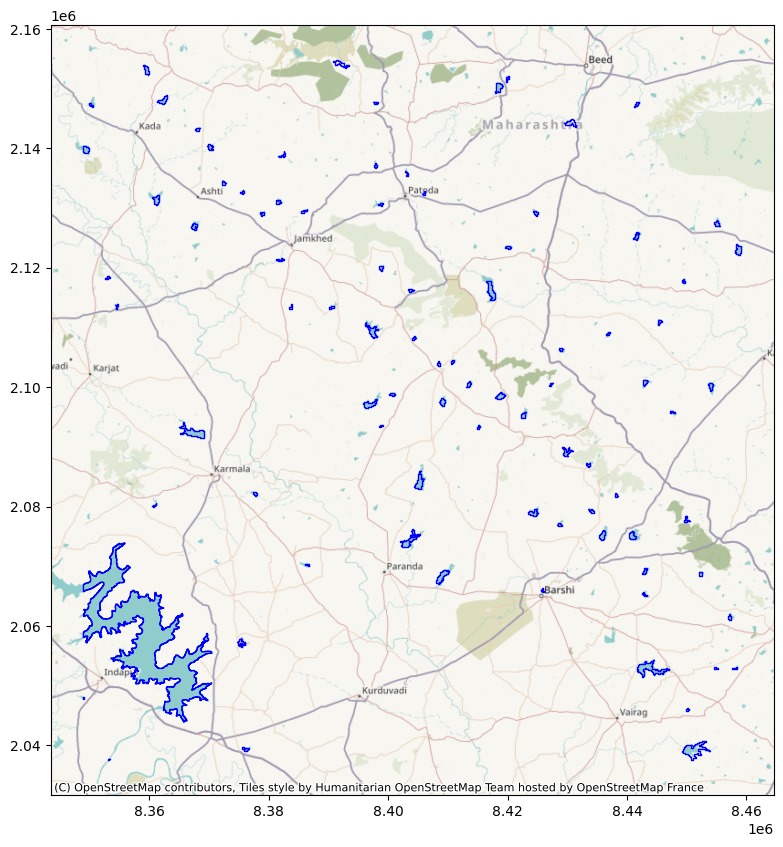 1e6
2.16
Beed
Maharashtra
Kada
2.14
Ashti
Patoda
Jamkhed
2.12
Karjat
2.10
Karmala
2.08
Paranda
Barshi
2.06
Indap
Kurduvadi
Vairag
2.04
(C) OpenStreetMap contributors, Tiles style by Humanitarian OpenStreetMap Team hosted by OpenStreetMap France
8.36 8.38 8.40 8.42 8.44 8.46
1e6